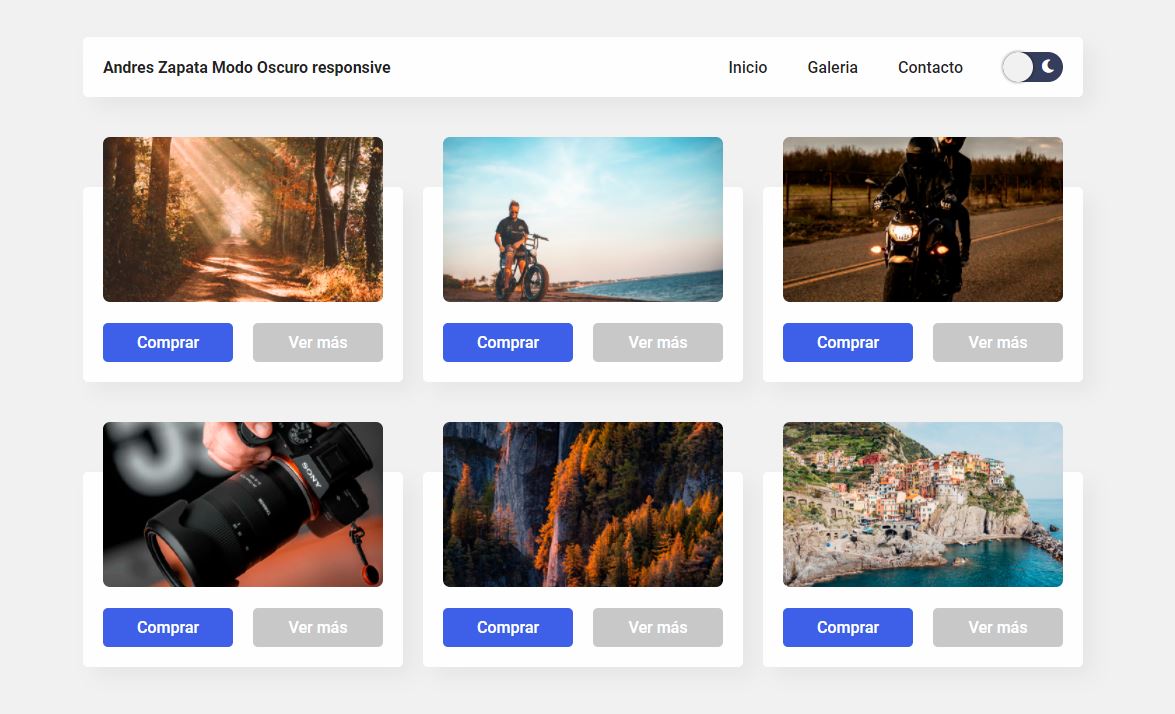 Andres Zapata Modo Oscuro responsive Inicio Galeria Contacto
Comprar Ver más Comprar Ver más Comprar Ver más
SONY
Comprar Ver más Comprar Ver más Comprar Ver más